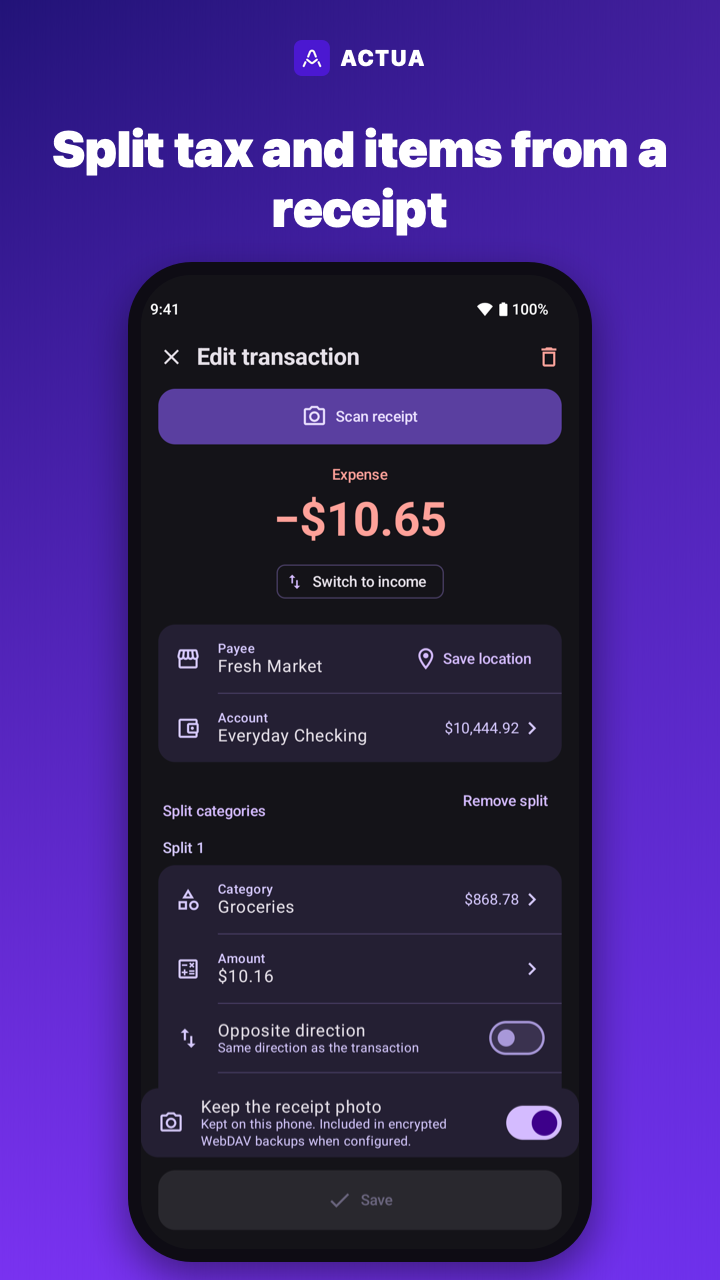 ACTUA
Split tax and items from a
receipt
9:41
100%
Edit transaction
Scan receipt
Expense
−$10.65
Switch to income
Payee
Fresh Market
Save location
Account
Everyday Checking
$10,444.92
Remove split
Split categories
Split 1
Category
Groceries
$868.78
Amount
$10.16
Opposite direction
Same direction as the transaction
Keep the receipt photo
Kept on this phone. Included in encrypted
WebDAV backups when configured.
Save